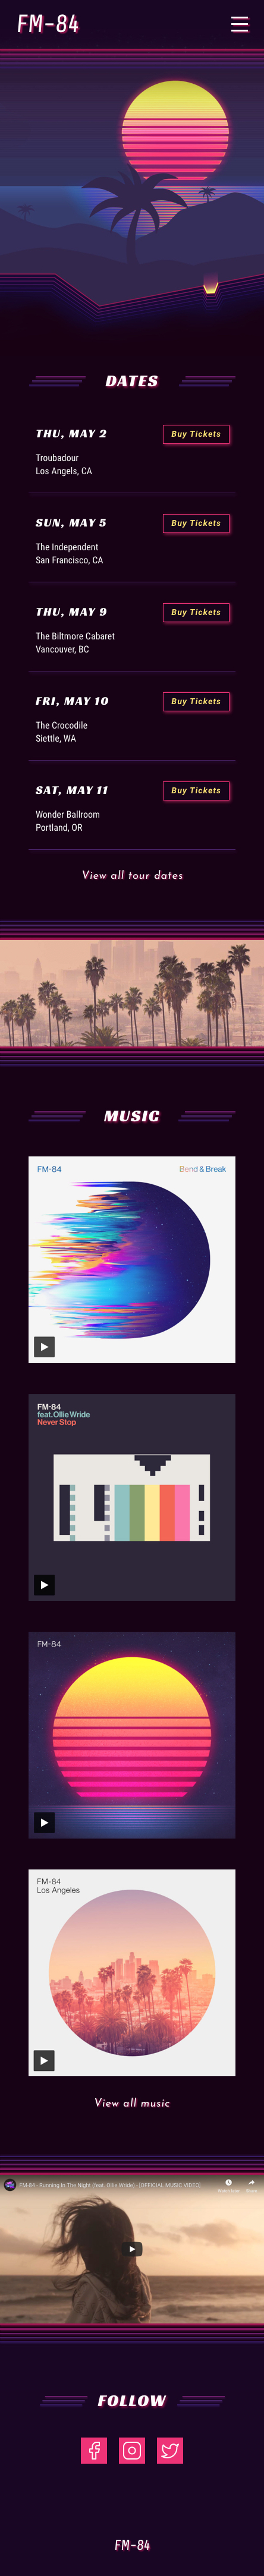 FM-84
DATES
THU, MAY 2
Buy Tickets
Troubadour
Los Angels, CA
SUN, MAY 5
Buy Tickets
The Independent
San Francisco, CA
THU, MAY 9
Buy Tickets
The Biltmore Cabaret
Vancouver, BC
FRI, MAY 10
Buy Tickets
The Crocodile
Siettle, WA
SAT, MAY 11
Buy Tickets
Wonder Ballroom
Portland, OR
View all tour dates
MUSIC
FM-84
Bend & Break
FM-84
feat. Ollie Wride
Never Stop
FM-84
FM-84
Los Angeles
View all music
FM-84 - Running In The Night (feat. Ollie Wride) - [OFFICIAL MUSIC VIDEO]
FOLLOW
FM-84